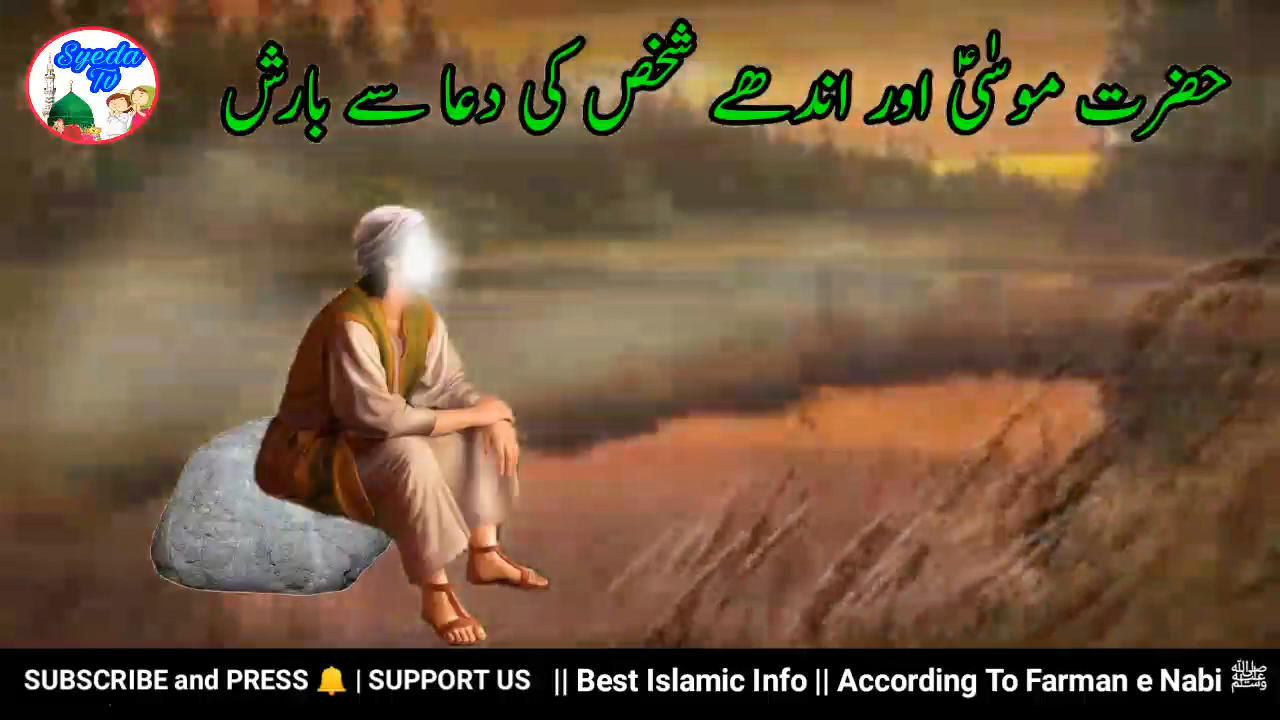 Syeda
Tv
حضرت موسٰیؑ اور اندھے شخص کی دعا سے بارش
SUBSCRIBE and PRESS 🔔 | SUPPORT US || Best Islamic Info || According To Farman e Nabi ﷺ